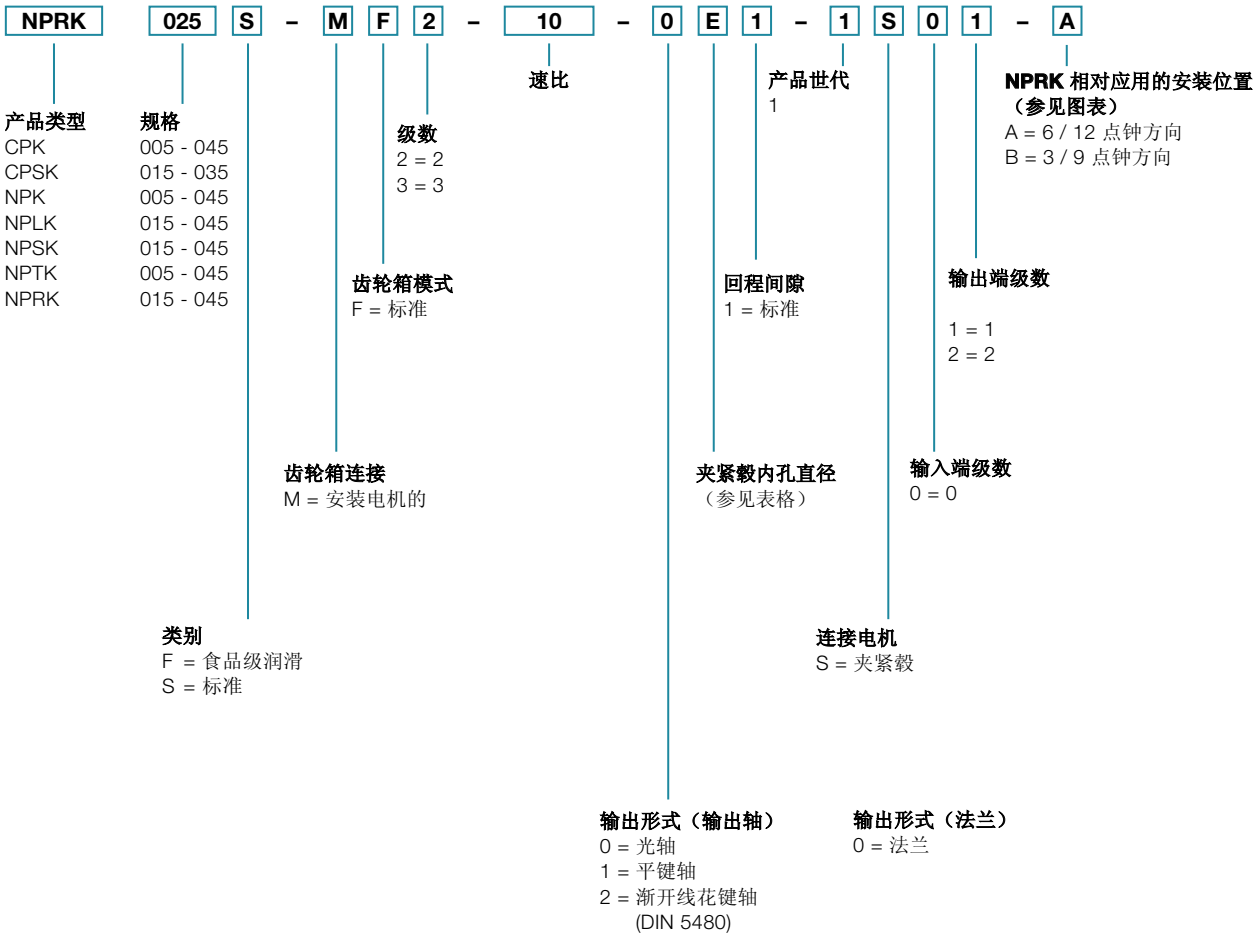 NPRK 025 S – M F 2 – 10 – 0 E 1 – 1 S 0 1 – A
产品类型
CPK
CPSK
NPK
NPLK
NPSK
NPTK
NPRK
规格
005 - 045
015 - 035
005 - 045
015 - 045
015 - 045
005 - 045
015 - 045
级数
2 = 2
3 = 3
速比
产品世代
1
NPRK 相对应用的安装位置
（参见图表）
A = 6 / 12 点钟方向
B = 3 / 9 点钟方向
齿轮箱模式
F = 标准
回程间隙
1 = 标准
输出端级数
1 = 1
2 = 2
齿轮箱连接
M = 安装电机的
夹紧毂内孔直径
（参见表格）
输入端级数
0 = 0
类别
F = 食品级润滑
S = 标准
连接电机
S = 夹紧毂
输出形式（输出轴）
0 = 光轴
1 = 平键轴
2 = 渐开线花键轴
(DIN 5480)
输出形式（法兰）
0 = 法兰